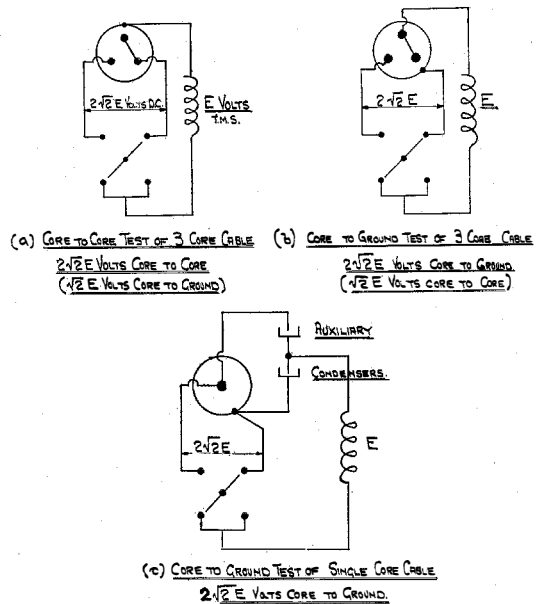 2√2 E VOLTS D.C.
E VOLTS
T.M.S.
2√2 E
E
(a) CORE TO CORE TEST OF 3 CORE CABLE
2√2 E VOLTS CORE TO CORE
(√2 E VOLTS CORE TO GROUND)
(b) CORE TO GROUND TEST OF 3 CORE CABLE
2√2 E VOLTS CORE TO GROUND
(√2 E VOLTS CORE TO CORE)
AUXILIARY
CONDENSERS.
2√2 E
E
(c) CORE TO GROUND TEST OF SINGLE CORE CABLE
2√2 E VOLTS CORE TO GROUND.